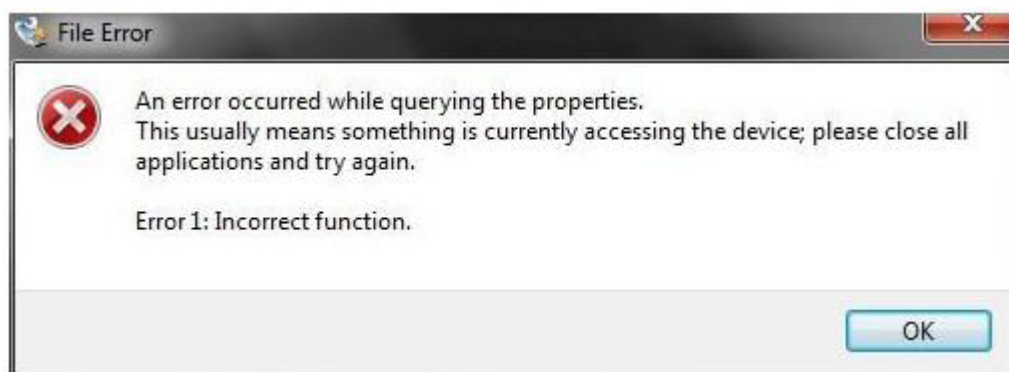 File Error
An error occurred while querying the properties.
This usually means something is currently accessing the device; please close all
applications and try again.
Error 1: Incorrect function.
OK